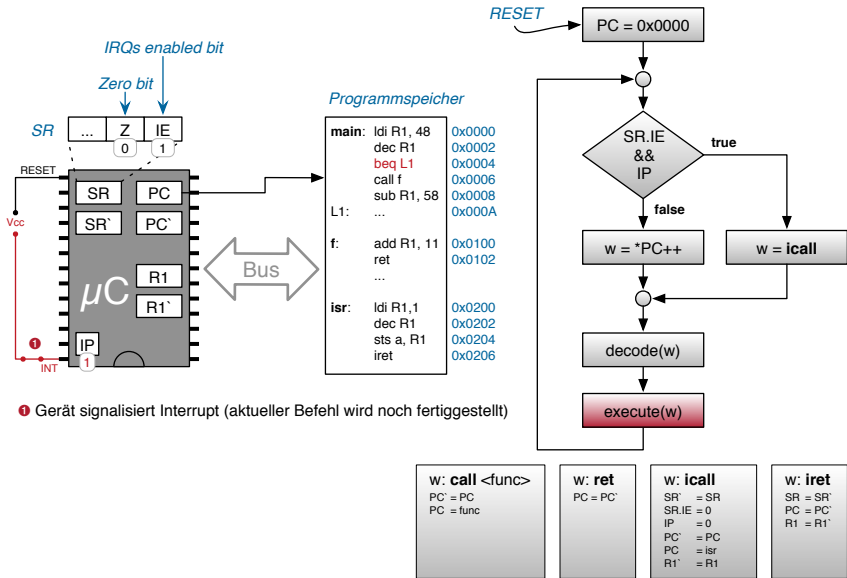 IRQs enabled bit
Zero bit
SR ... Z IE
0 1
RESET
SR PC
SR` PC`
Vcc
µC
R1
R1`
IP
1
❶
INT
Bus
Programmspeicher
main: ldi R1, 48 0x0000
dec R1 0x0002
beq L1 0x0004
call f 0x0006
sub R1, 58 0x0008
L1: ... 0x000A
f: add R1, 11 0x0100
ret 0x0102
...
isr: ldi R1,1 0x0200
dec R1 0x0202
sts a, R1 0x0204
iret 0x0206
❶ Gerät signalisiert Interrupt (aktueller Befehl wird noch fertiggestellt)
RESET
PC = 0x0000
SR.IE
&&
IP
true
false
w = *PC++
w = icall
decode(w)
execute(w)
w: call <func>
PC` = PC
PC = func
w: ret
PC = PC`
w: icall
SR` = SR
SR.IE = 0
IP = 0
PC` = PC
PC = isr
R1` = R1
w: iret
SR = SR`
PC = PC`
R1 = R1`